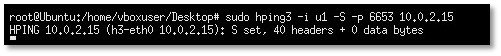 root@Ubuntu:/home/vboxuser/Desktop# sudo hping3 -i u1 -S -p 6653 10.0.2.15
HPING 10.0.2.15 (h3-eth0 10.0.2.15): S set, 40 headers + 0 data bytes